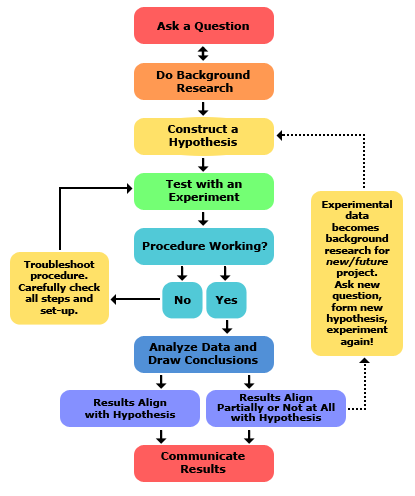 Ask a Question
Do Background
Research
Construct a
Hypothesis
Test with an
Experiment
Procedure Working?
No
Yes
Troubleshoot
procedure.
Carefully check
all steps and
set-up.
Experimental
data
becomes
background
research for
new/future
project.
Ask new
question,
form new
hypothesis,
experiment
again!
Analyze Data and
Draw Conclusions
Results Align
with Hypothesis
Results Align
Partially or Not at All
with Hypothesis
Communicate
Results